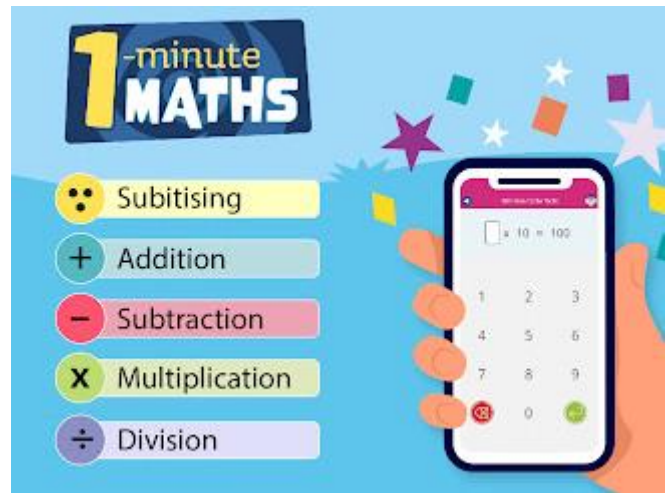 1-minute
MATHS
Subitising
+ Addition
- Subtraction
x Multiplication
÷ Division
x 10 = 100
1 2 3
4 5 6
7 8 9
0